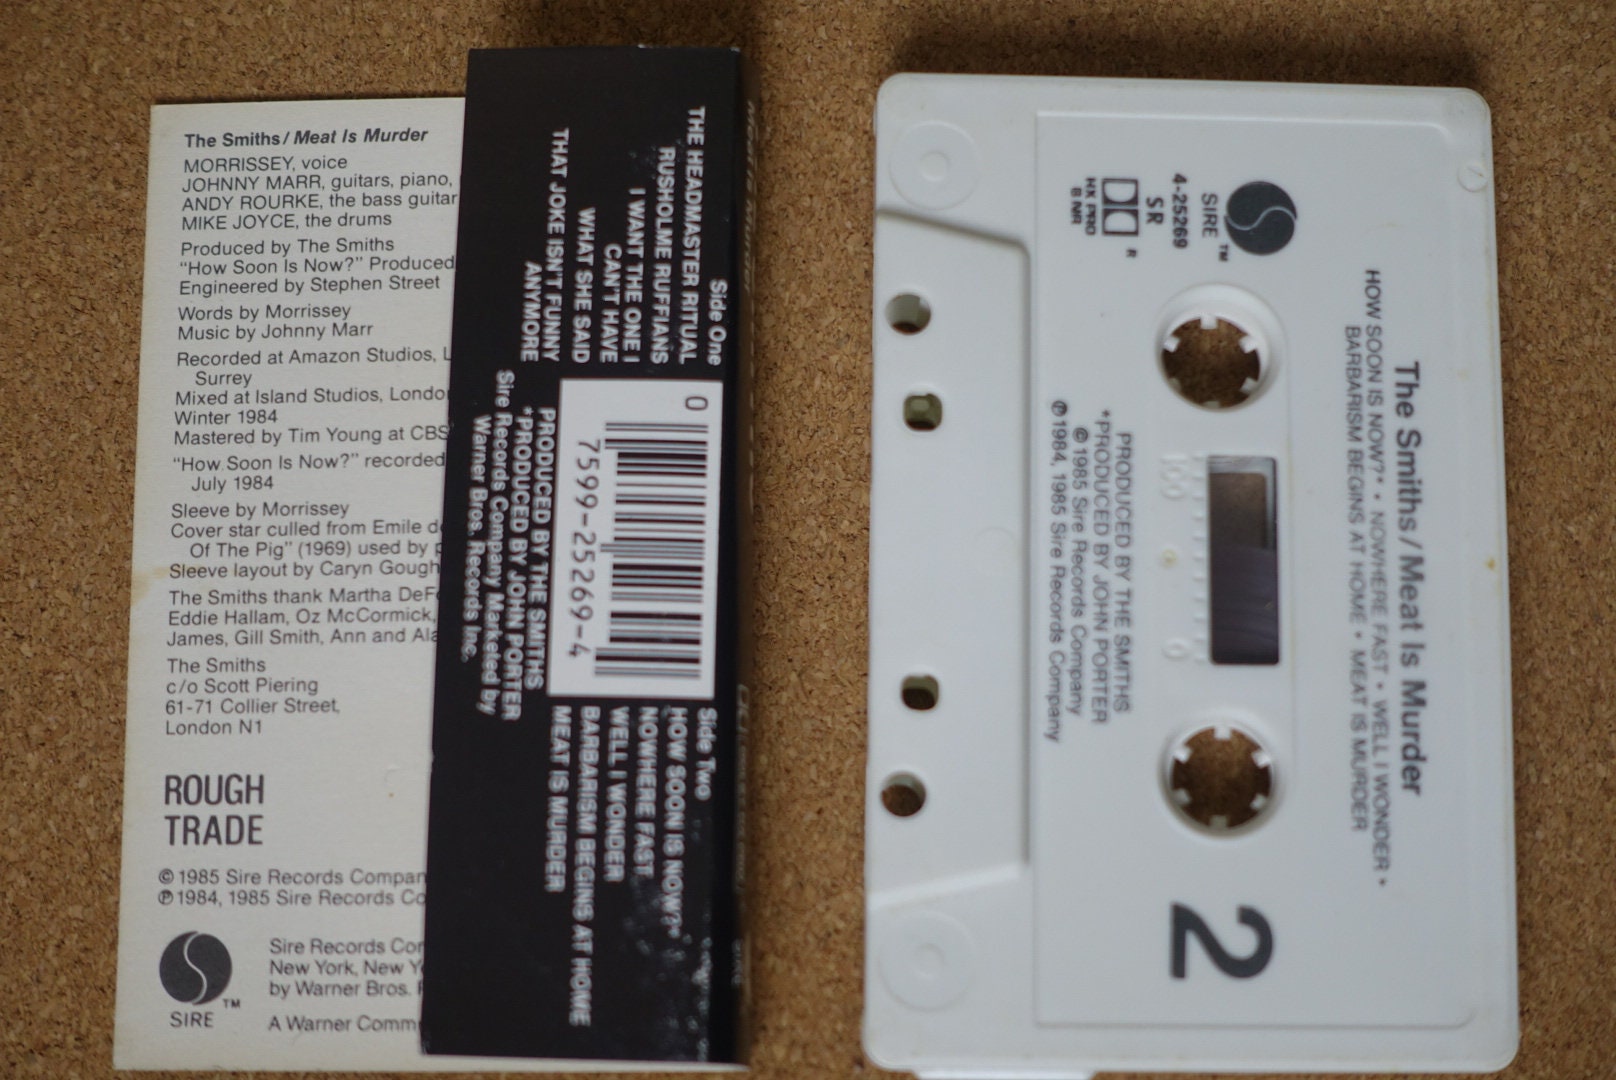 The Smiths / Meat Is Murder
MORRISSEY, voice
JOHNNY MARR, guitars, piano,
ANDY ROURKE, the bass guitar
MIKE JOYCE, the drums
Produced by The Smiths
“How Soon Is Now?” Produced
Engineered by Stephen Street
Words by Morrissey
Music by Johnny Marr
Recorded at Amazon Studios, L
Surrey
Mixed at Island Studios, London
Winter 1984
Mastered by Tim Young at CBS
“How Soon Is Now?” recorded
July 1984
Sleeve by Morrissey
Cover star culled from Emile de
Of The Pig” (1969) used by p
Sleeve layout by Caryn Gough
The Smiths thank Martha DeFo
Eddie Hallam, Oz McCormick,
James, Gill Smith, Ann and Ala
The Smiths
c/o Scott Piering
61-71 Collier Street,
London N1
ROUGH
TRADE
©1985 Sire Records Compan
℗1984, 1985 Sire Records Co
Sire Records Com
New York, New Y
by Warner Bros.
SIRE
TM
A Warner Comm
Side One
THE HEADMASTER RITUAL
RUSHOLME RUFFIANS
I WANT THE ONE I
CAN'T HAVE
WHAT SHE SAID
THAT JOKE ISN'T FUNNY
ANYMORE
0
7599-25269-4
PRODUCED BY THE SMITHS
*PRODUCED BY JOHN PORTER
Sire Records Company Marketed by
Warner Bros. Records Inc.
Side Two
HOW SOON IS NOW?*
NOWHERE FAST
WELL I WONDER
BARBARISM BEGINS AT HOME
MEAT IS MURDER
The Smiths / Meat Is Murder
HOW SOON IS NOW?* • NOWHERE FAST • WELL I WONDER •
BARBARISM BEGINS AT HOME • MEAT IS MURDER
SIRE TM
4-25269
SR
R
HX PRO
B NR
100 50 0
2
PRODUCED BY THE SMITHS
*PRODUCED BY JOHN PORTER
©1985 Sire Records Company
℗1984, 1985 Sire Records Company